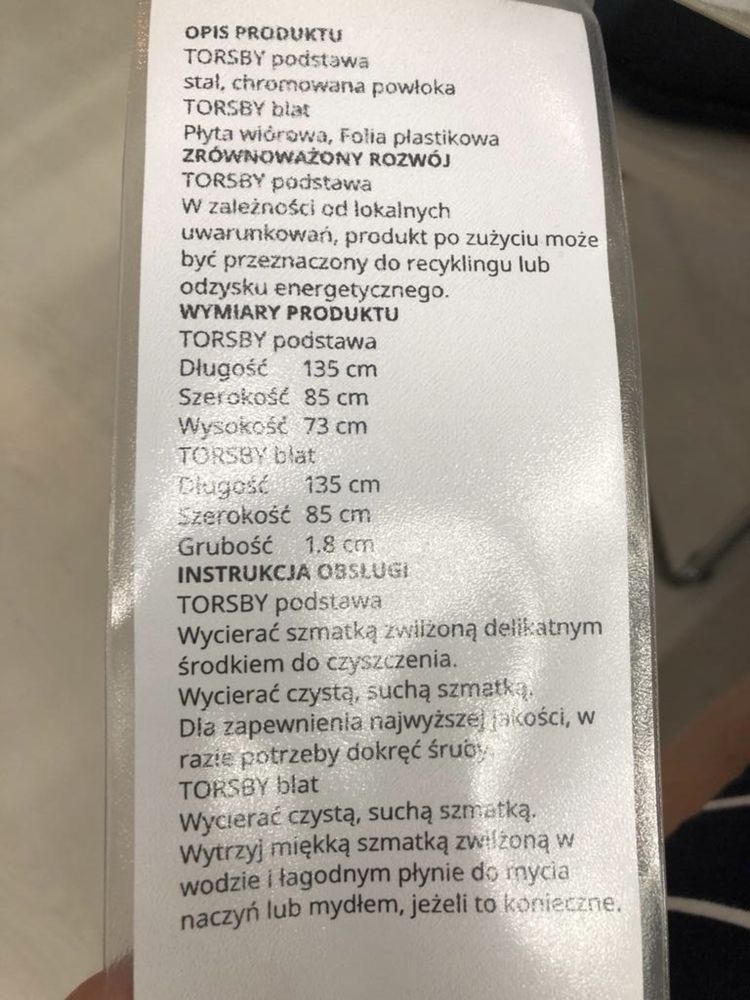 OPIS PRODUKTU
TORSBY podstawa
stal, chromowana powłoka
TORSBY blat
Płyta wiórowa, Folia plastikowa
ZRÓWNOWAŻONY ROZWÓJ
TORSBY podstawa
W zależności od lokalnych
uwarunkowań, produkt po zużyciu może
być przeznaczony do recyklingu lub
odzysku energetycznego.
WYMIARY PRODUKTU
TORSBY podstawa
Długość 135 cm
Szerokość 85 cm
Wysokość 73 cm
TORSBY blat
Długość 135 cm
Szerokość 85 cm
Grubość 1.8 cm
INSTRUKCJA OBSŁUGI
TORSBY podstawa
Wycierać szmatką zwilżoną delikatnym
środkiem do czyszczenia.
Wycierać czystą, suchą szmatką.
Dla zapewnienia najwyższej jakości, w
razie potrzeby dokręć śruby.
TORSBY blat
Wycierać czystą, suchą szmatką.
Wytrzyj miękką szmatką zwilżoną w
wodzie i łagodnym płynie do mycia
naczyń lub mydłem, jeżeli to konieczne.